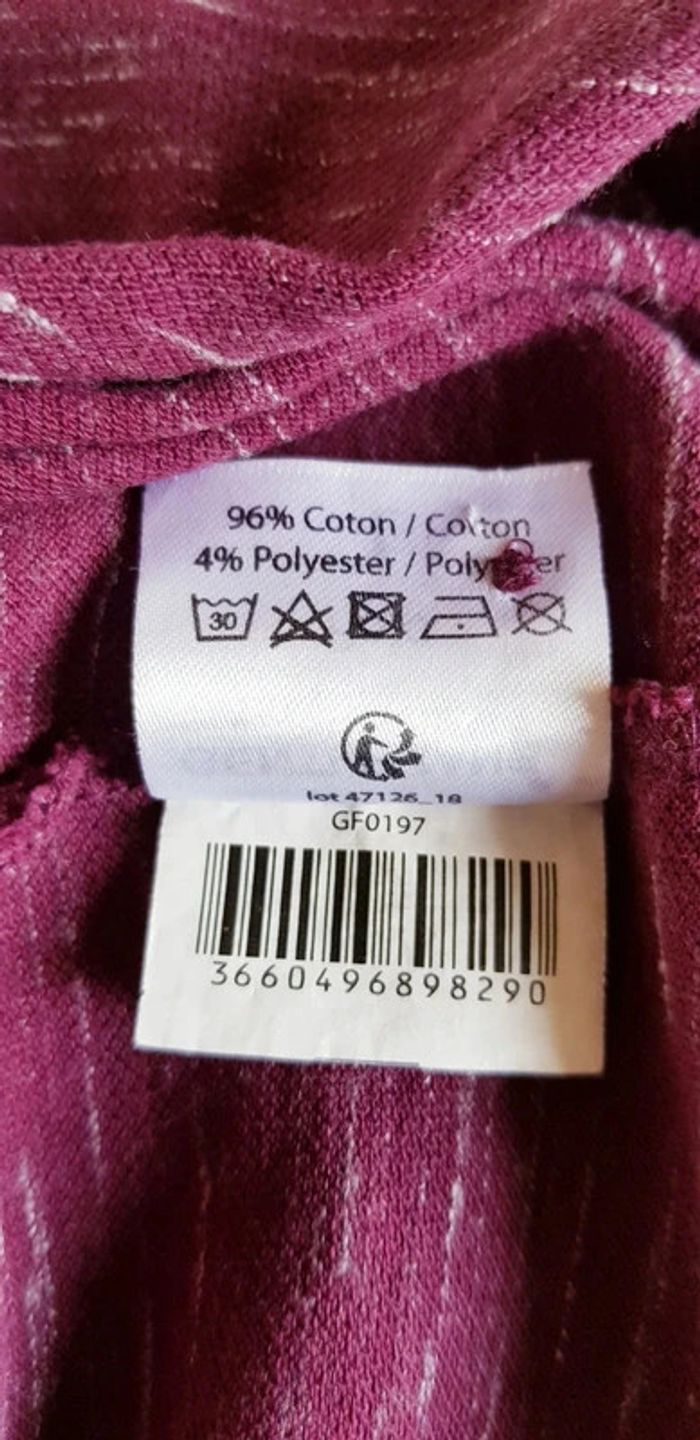 96% Coton / Cotton
4% Polyester /
30
lot 47126_18
GF0197
3660496898290